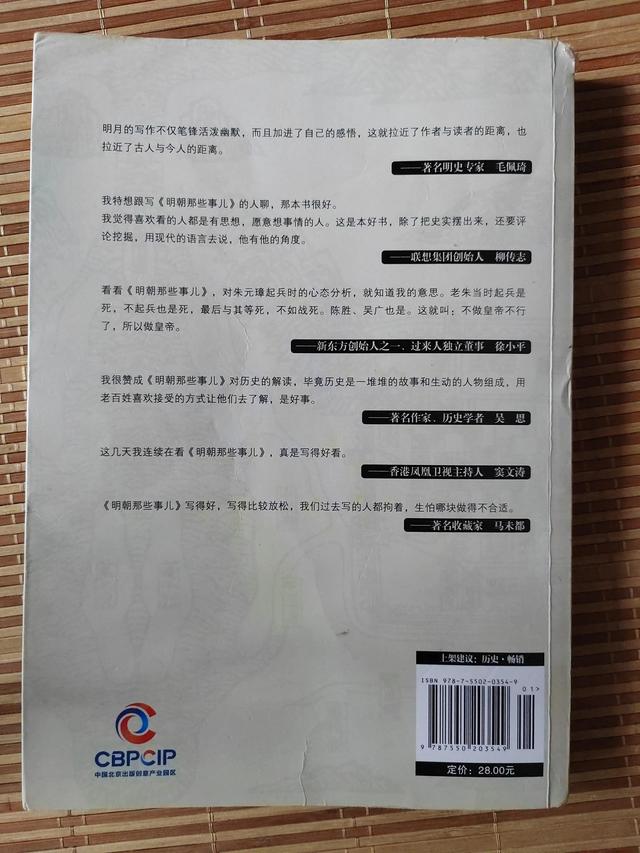 明月的写作不仅笔锋活泼幽默，而且加进了自己的感悟，这就拉近了作者与读者的距离，也
拉近了古人与今人的距离。
——著名明史专家 毛佩琦
我特想跟写《明朝那些事儿》的人聊，那本书很好。
我觉得喜欢看的人都是有思想，愿意想事情的人。这是本好书，除了把史实摆出来，还要评
论挖掘，用现代的语言去说，他有他的角度。
——联想集团创始人 柳传志
看看《明朝那些事儿》，对朱元璋起兵时的心态分析，就知道我的意思。老朱当时起兵是
死，不起兵也是死，最后与其等死，不如战死。陈胜、吴广也是。这就叫：不做皇帝不行
了，所以做皇帝。
——新东方创始人之一、过来人独立董事 徐小平
我很赞成《明朝那些事儿》对历史的解读，毕竟历史是一堆堆的故事和生动的人物组成，用
老百姓喜欢接受的方式让他们去了解，是好事。
——著名作家、历史学者 吴 思
这几天我连续在看《明朝那些事儿》，真是写得好看。
——香港凤凰卫视主持人 窦文涛
《明朝那些事儿》写得好，写得比较放松，我们过去写的人都拘着，生怕哪块做得不合适。
——著名收藏家 马未都
上架建议：历史·畅销
ISBN 978-7-5502-0354-9
01>
9 787550 203549
定价：28.00元
CBPCIP
中国北京出版创意产业园区